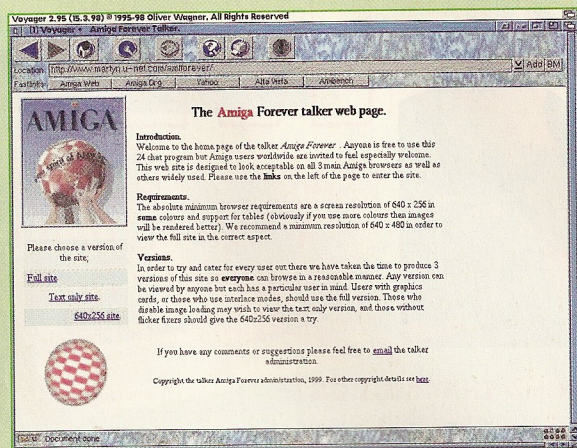 Voyager 2.95 (15.3.98) © 1995-98 Oliver Wagner, All Rights Reserved
[1] Voyager • Amiga Forever Talker.
Location: http://www.martyn.u-net.com/amiforever/
Add BM
Fastlinks: Amiga Web Amiga Org Yahoo Alta Vista Amibench
AMIGA
The Amiga Forever talker web page.
Introduction.
Welcome to the home page of the talker Amiga Forever . Anyone is free to use this
24 chat program but Amiga users worldwide are invited to feel especially welcome.
This web site is designed to look acceptable on all 3 main Amiga browsers as well as
others widely used. Please use the links on the left of the page to enter the site.
Requirements.
The absolute minimum browser requirements are a screen resolution of 640 x 256 in
some colours and support for tables (obviously if you use more colours then images
will be rendered better). We recommend a minimum resolution of 640 x 480 in order to
view the full site in the correct aspect.
Versions.
In order to try and cater for every user out there we have taken the time to produce 3
versions of this site so everyone can browse in a reasonable manner. Any version can
be viewed by anyone but each has a particular user in mind. Users with graphics
cards, or those who use interlace modes, should use the full version. Those who
disable image loading may wish to view the text only version, and those without
flicker fixers should give the 640x256 version a try.
Please choose a version of
the site;
Full site.
Text only site.
640x256 site.
If you have any comments or suggestions please feel free to email the talker
administration.
Copyright the talker Amiga Forever administration, 1999. For other copyright details see here.
Document done.